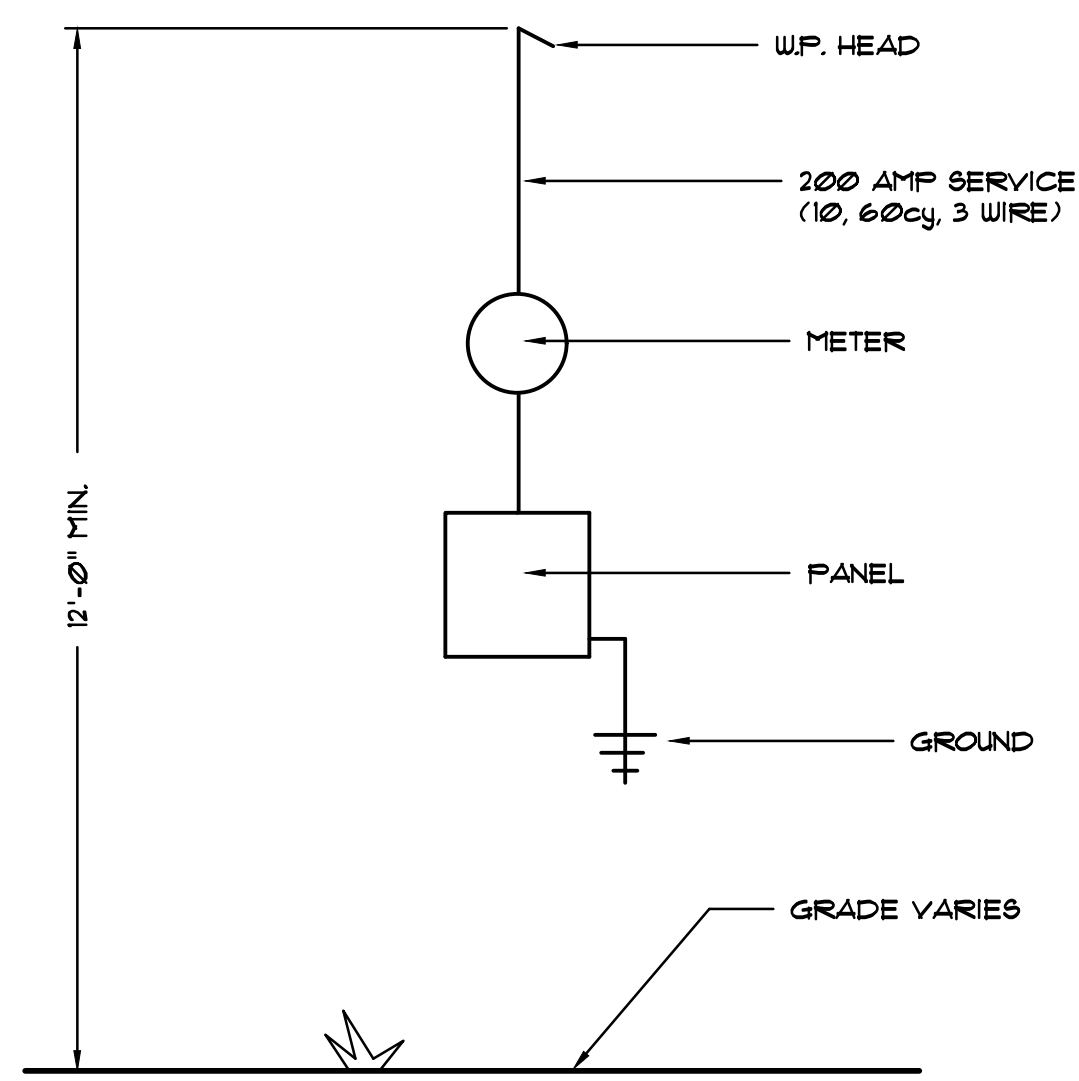 W.P. HEAD
200 AMP SERVICE
(1Ø, 60cy, 3 WIRE)
METER
12'-0" MIN.
PANEL
GROUND
GRADE VARIES